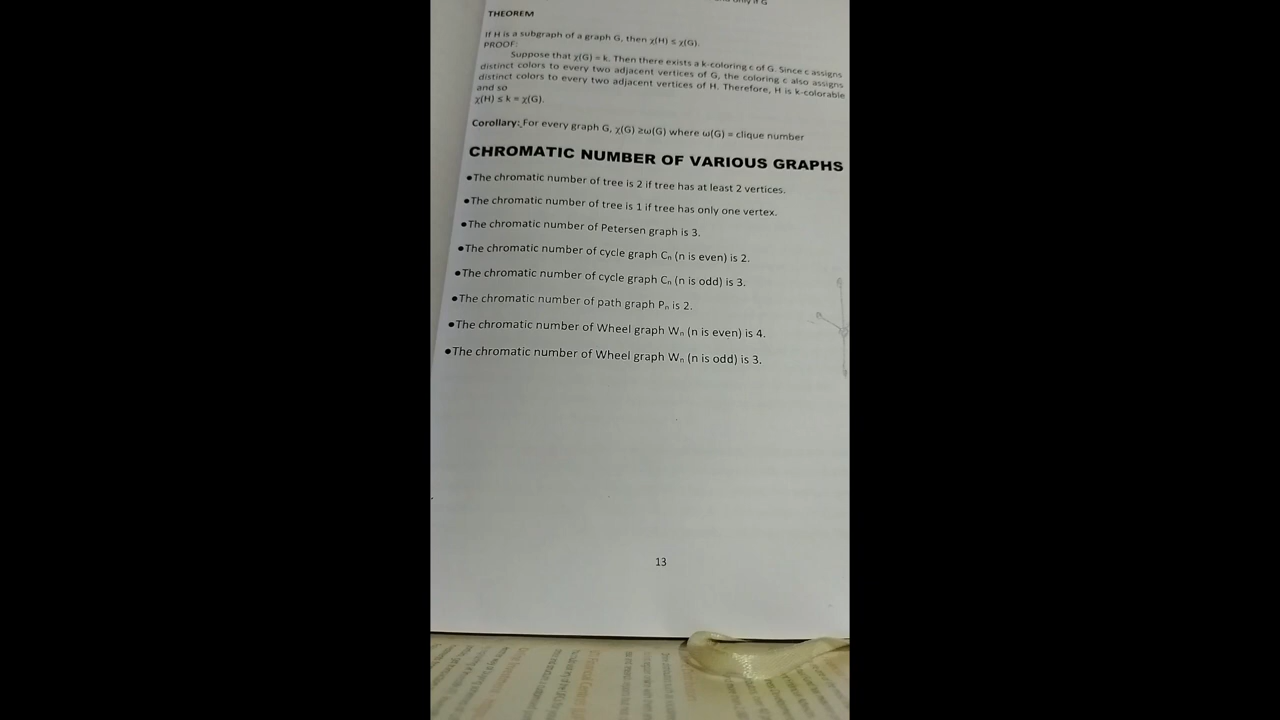 only if G
THEOREM
If H is a subgraph of a graph G, then χ(H) ≤ χ(G).
PROOF:
Suppose that χ(G) = k. Then there exists a k-coloring c of G. Since c assigns
distinct colors to every two adjacent vertices of G, the coloring c also assigns
distinct colors to every two adjacent vertices of H. Therefore, H is k-colorable
and so
χ(H) ≤ k = χ(G).
Corollary: For every graph G, χ(G) ≥ω(G) where ω(G) = clique number
CHROMATIC NUMBER OF VARIOUS GRAPHS
●The chromatic number of tree is 2 if tree has at least 2 vertices.
●The chromatic number of tree is 1 if tree has only one vertex.
●The chromatic number of Petersen graph is 3.
●The chromatic number of cycle graph Cₙ (n is even) is 2.
●The chromatic number of cycle graph Cₙ (n is odd) is 3.
●The chromatic number of path graph Pₙ is 2.
●The chromatic number of Wheel graph Wₙ (n is even) is 4.
●The chromatic number of Wheel graph Wₙ (n is odd) is 3.
13